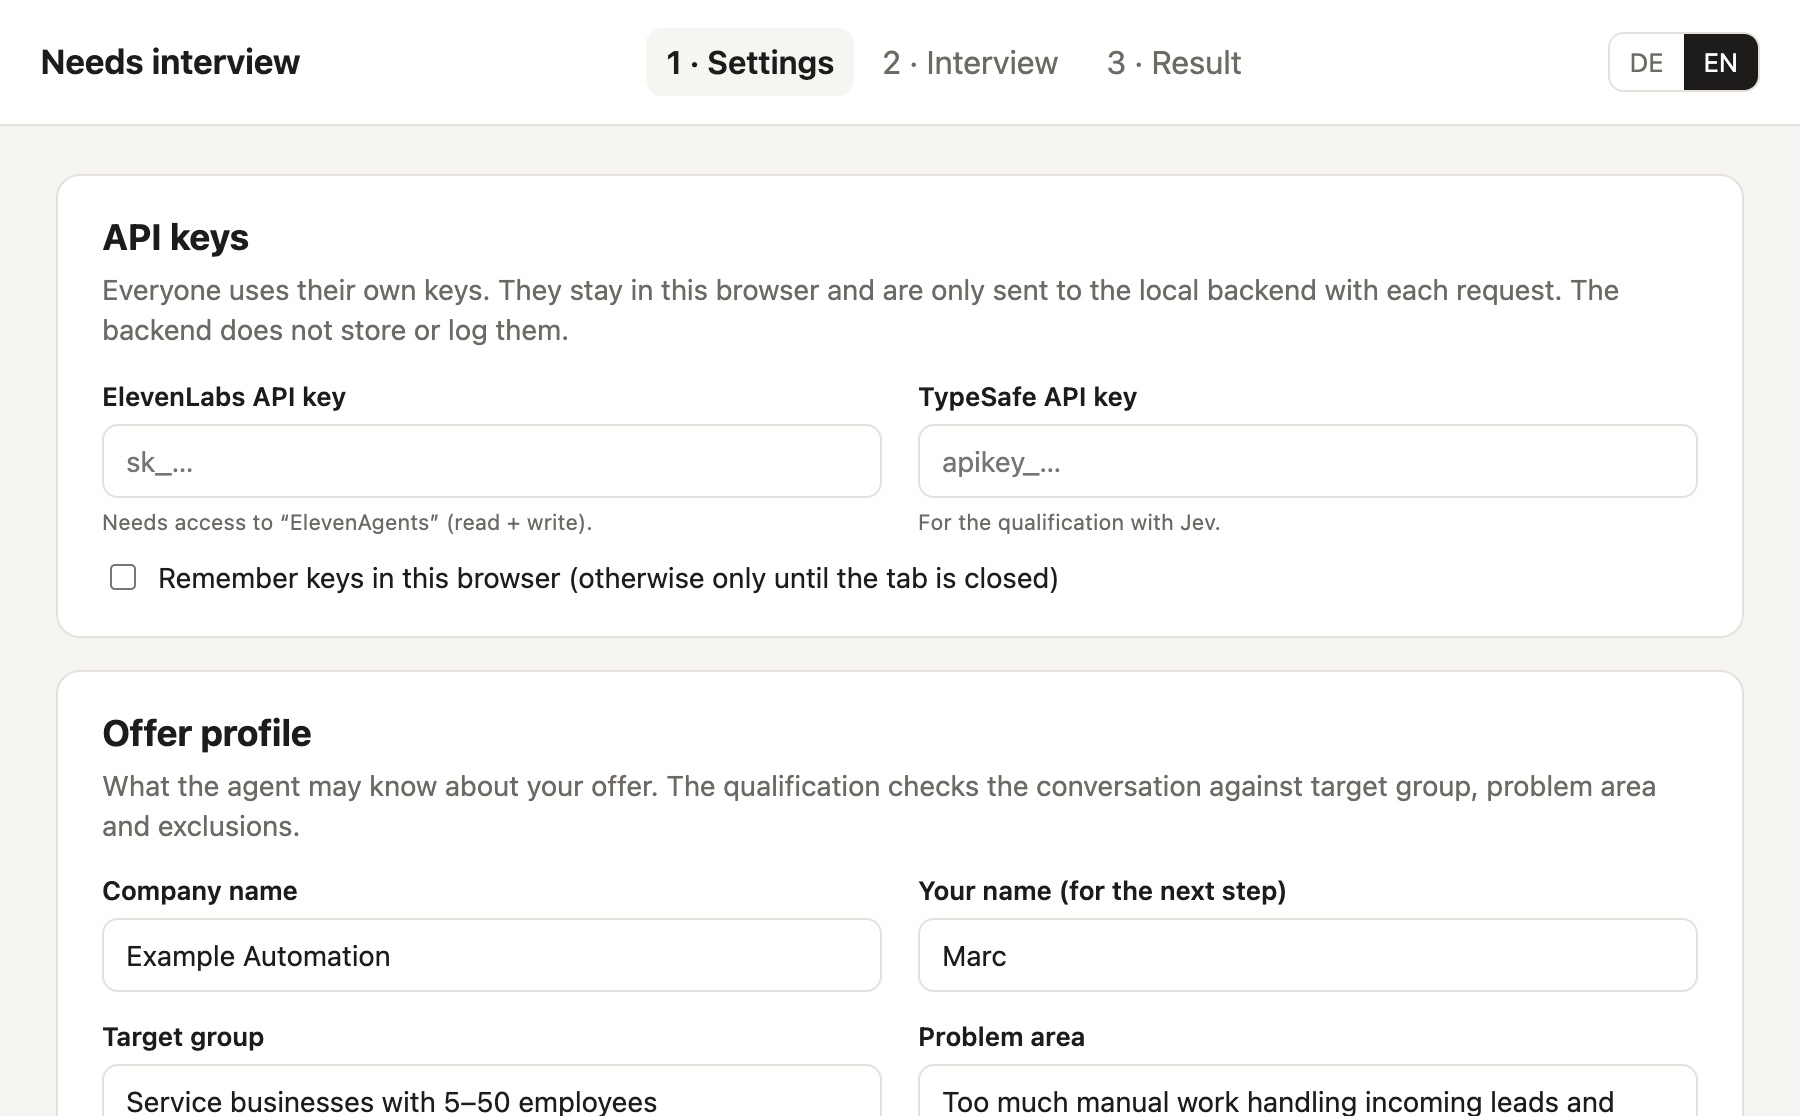 Needs interview
1 · Settings
2 · Interview
3 · Result
DE
EN
API keys
Everyone uses their own keys. They stay in this browser and are only sent to the local backend with each request. The
backend does not store or log them.
ElevenLabs API key
TypeSafe API key
sk_...
apikey_...
Needs access to “ElevenAgents” (read + write).
For the qualification with Jev.
Remember keys in this browser (otherwise only until the tab is closed)
Offer profile
What the agent may know about your offer. The qualification checks the conversation against target group, problem area
and exclusions.
Company name
Your name (for the next step)
Example Automation
Marc
Target group
Problem area
Service businesses with 5–50 employees
Too much manual work handling incoming leads and